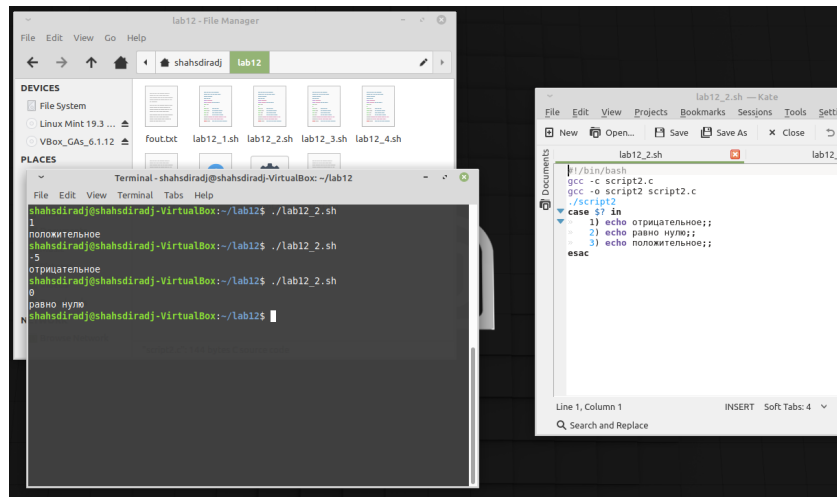 lab12 - File Manager
File Edit View Go Help
shahsdiradj lab12
DEVICES
File System
Linux Mint 19.3 ...
VBox_GAs_6.1.12
PLACES
fout.txt lab12_1.sh lab12_2.sh lab12_3.sh lab12_4.sh
Terminal - shahsdiradj@shahsdiradj-VirtualBox: ~/lab12
File Edit View Terminal Tabs Help
shahsdiradj@shahsdiradj-VirtualBox:~/lab12$ ./lab12_2.sh
1
положительное
shahsdiradj@shahsdiradj-VirtualBox:~/lab12$ ./lab12_2.sh
-5
отрицательное
shahsdiradj@shahsdiradj-VirtualBox:~/lab12$ ./lab12_2.sh
0
равно нулю
shahsdiradj@shahsdiradj-VirtualBox:~/lab12$
N
lab12_2.sh — Kate
File Edit View Projects Bookmarks Sessions Tools Setti
New Open... Save Save As Close
Documents
lab12_2.sh lab12_
#!/bin/bash
gcc -c script2.c
gcc -o script2 script2.c
./script2
case $? in
1) echo отрицательное;;
2) echo равно нулю;;
3) echo положительное;;
esac
Line 1, Column 1 INSERT Soft Tabs: 4
Search and Replace